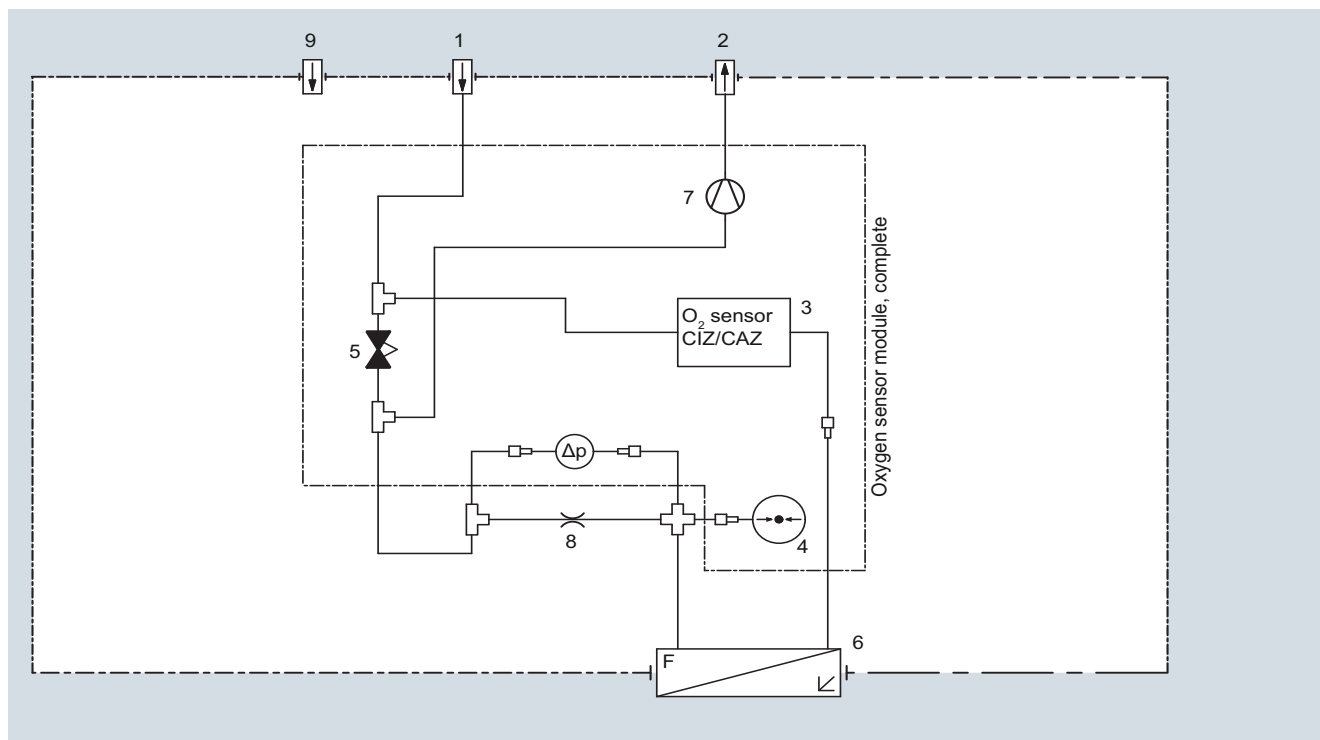 9
1
2
7
O2 sensor
CIZ/CAZ
3
5
Δp
8
4
Oxygen sensor module, complete
F
6